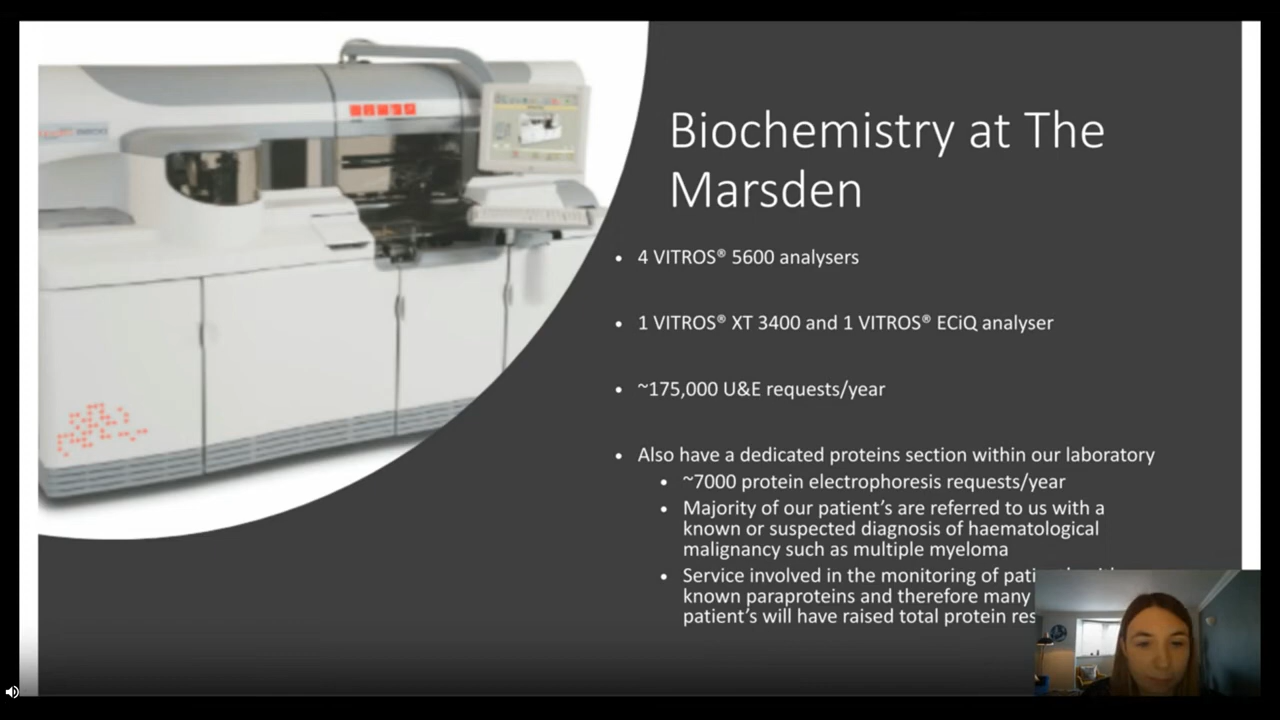 Biochemistry at The
Marsden
• 4 VITROS® 5600 analysers
• 1 VITROS® XT 3400 and 1 VITROS® ECiQ analyser
• ~175,000 U&E requests/year
• Also have a dedicated proteins section within our laboratory
• ~7000 protein electrophoresis requests/year
• Majority of our patient's are referred to us with a
known or suspected diagnosis of haematological
malignancy such as multiple myeloma
• Service involved in the monitoring of
known paraproteins and therefore many
patient's will have raised total protein